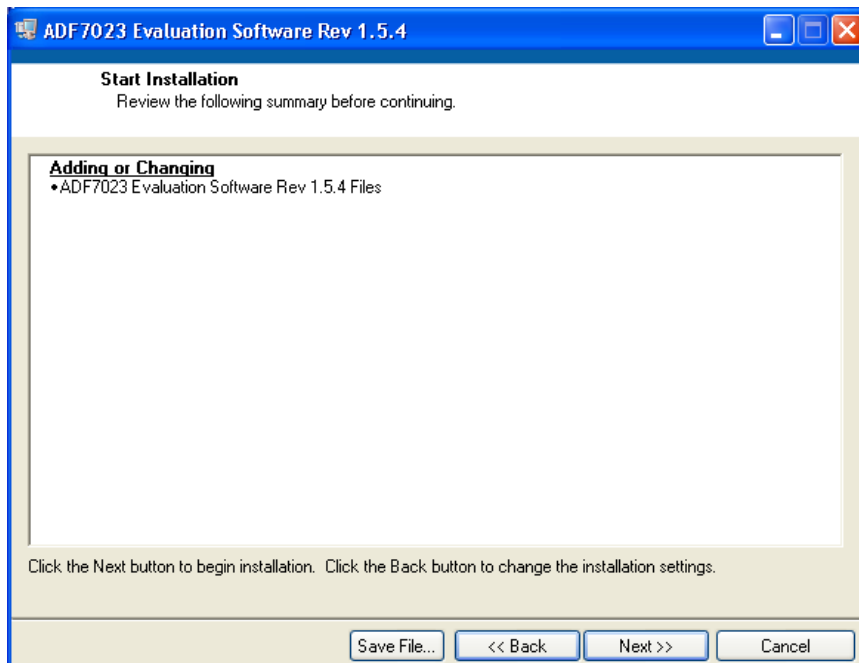 ADF7023 Evaluation Software Rev 1.5.4
Start Installation
Review the following summary before continuing.
Adding or Changing
•ADF7023 Evaluation Software Rev 1.5.4 Files
Click the Next button to begin installation.  Click the Back button to change the installation settings.
Save File... << Back Next >> Cancel